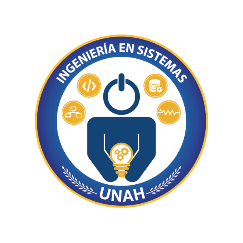 INGENIERÍA EN SISTEMAS
UNAH